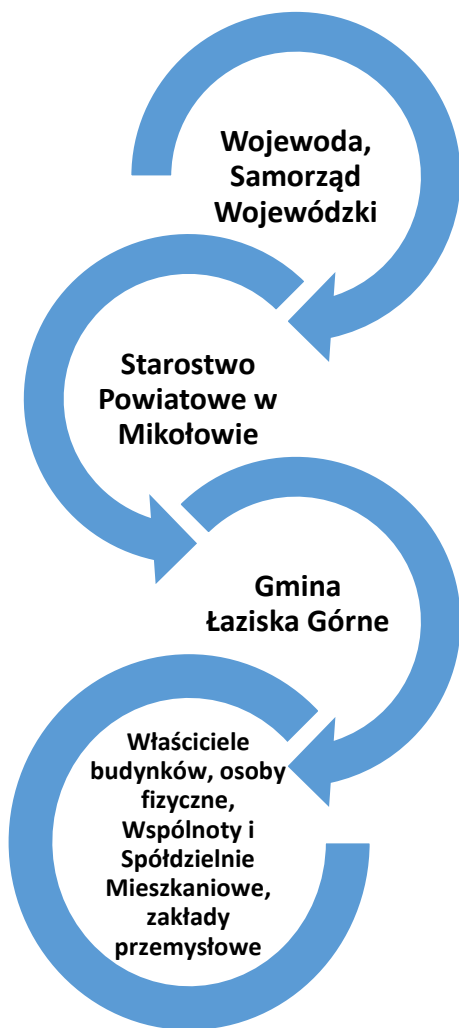 Wojewoda,
Samorząd
Wojewódzki
Starostwo
Powiatowe w
Mikołowie
Gmina
Łaziska Górne
Właściciele
budynków, osoby
fizyczne,
Wspólnoty i
Spółdzielnie
Mieszkaniowe,
zakłady
przemysłowe